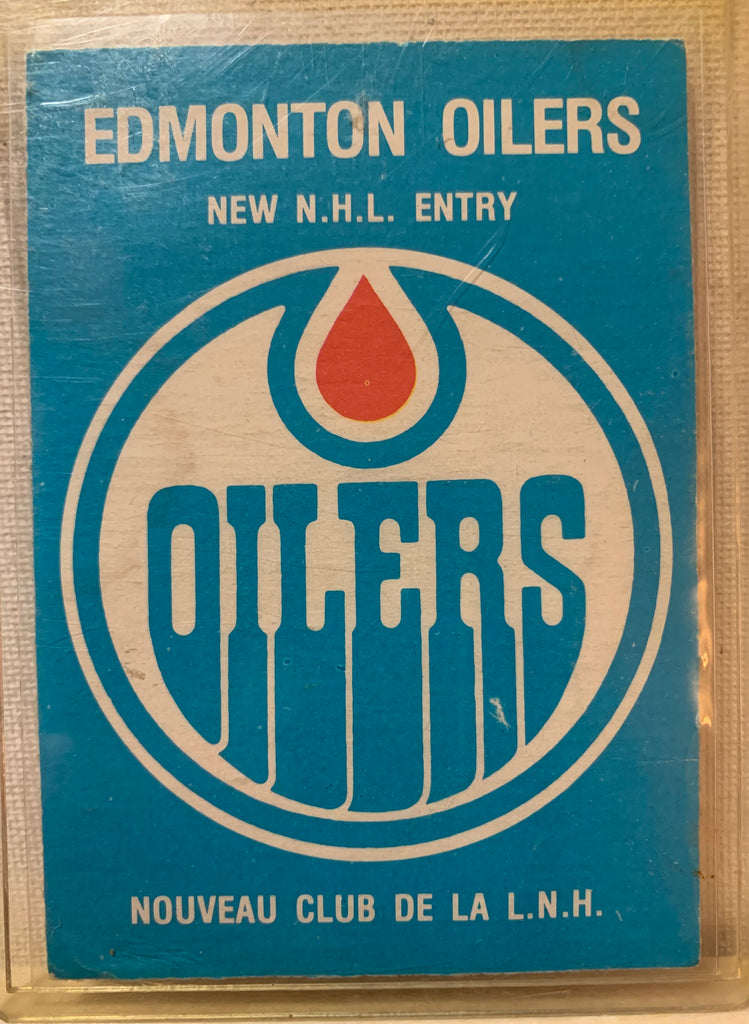 EDMONTON OILERS
NEW N.H.L. ENTRY
OILERS
NOUVEAU CLUB DE LA L.N.H.